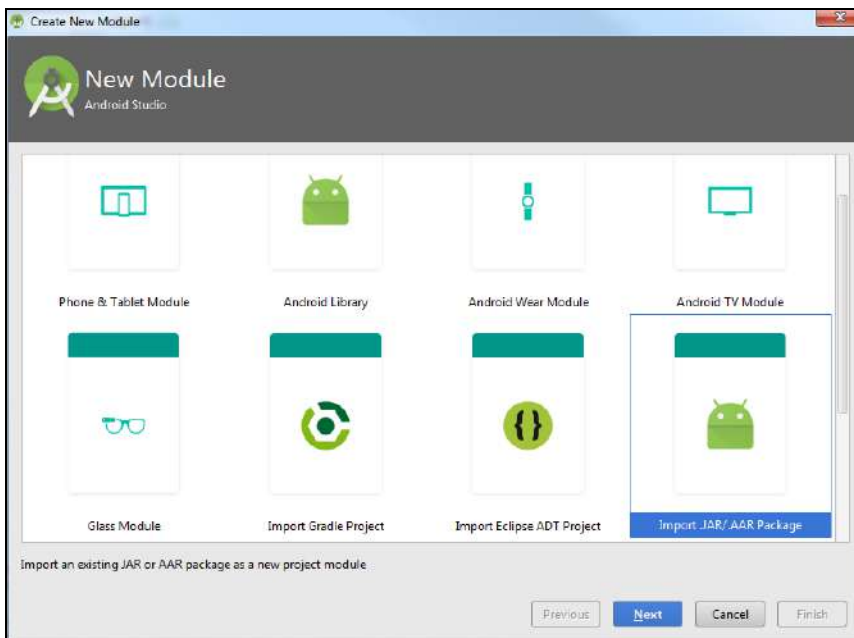 Create New Module
New Module
Android Studio
Phone & Tablet Module
Android Library
Android Wear Module
Android TV Module
{}
Glass Module
Import Gradle Project
Import Eclipse ADT Project
Import .JAR/.AAR Package
Import an existing JAR or AAR package as a new project module
Previous
Next
Cancel
Finish